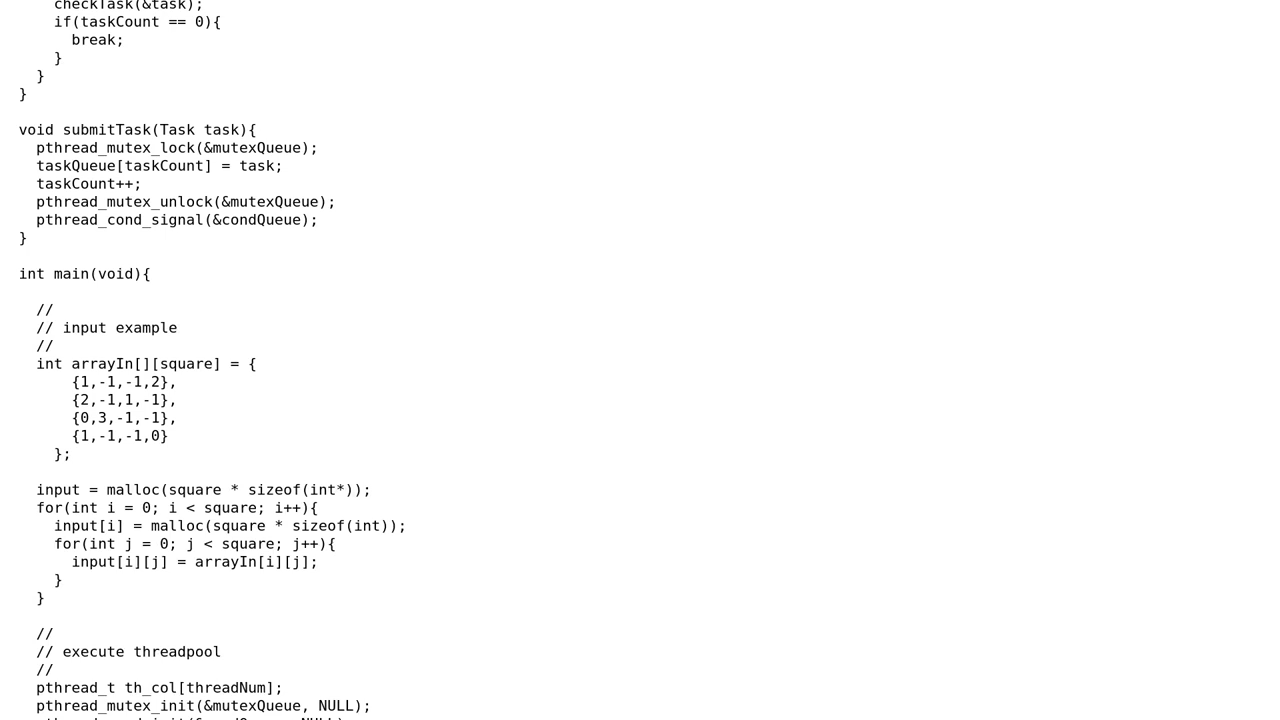 checkTask(&task);
    if(taskCount == 0){
      break;
    }
  }
}

void submitTask(Task task){
  pthread_mutex_lock(&mutexQueue);
  taskQueue[taskCount] = task;
  taskCount++;
  pthread_mutex_unlock(&mutexQueue);
  pthread_cond_signal(&condQueue);
}

int main(void){

  //
  // input example
  //
  int arrayIn[][square] = {
      {1,-1,-1,2},
      {2,-1,1,-1},
      {0,3,-1,-1},
      {1,-1,-1,0}
    };

  input = malloc(square * sizeof(int*));
  for(int i = 0; i < square; i++){
    input[i] = malloc(square * sizeof(int));
    for(int j = 0; j < square; j++){
      input[i][j] = arrayIn[i][j];
    }
  }

  //
  // execute threadpool
  //
  pthread_t th_col[threadNum];
  pthread_mutex_init(&mutexQueue, NULL);